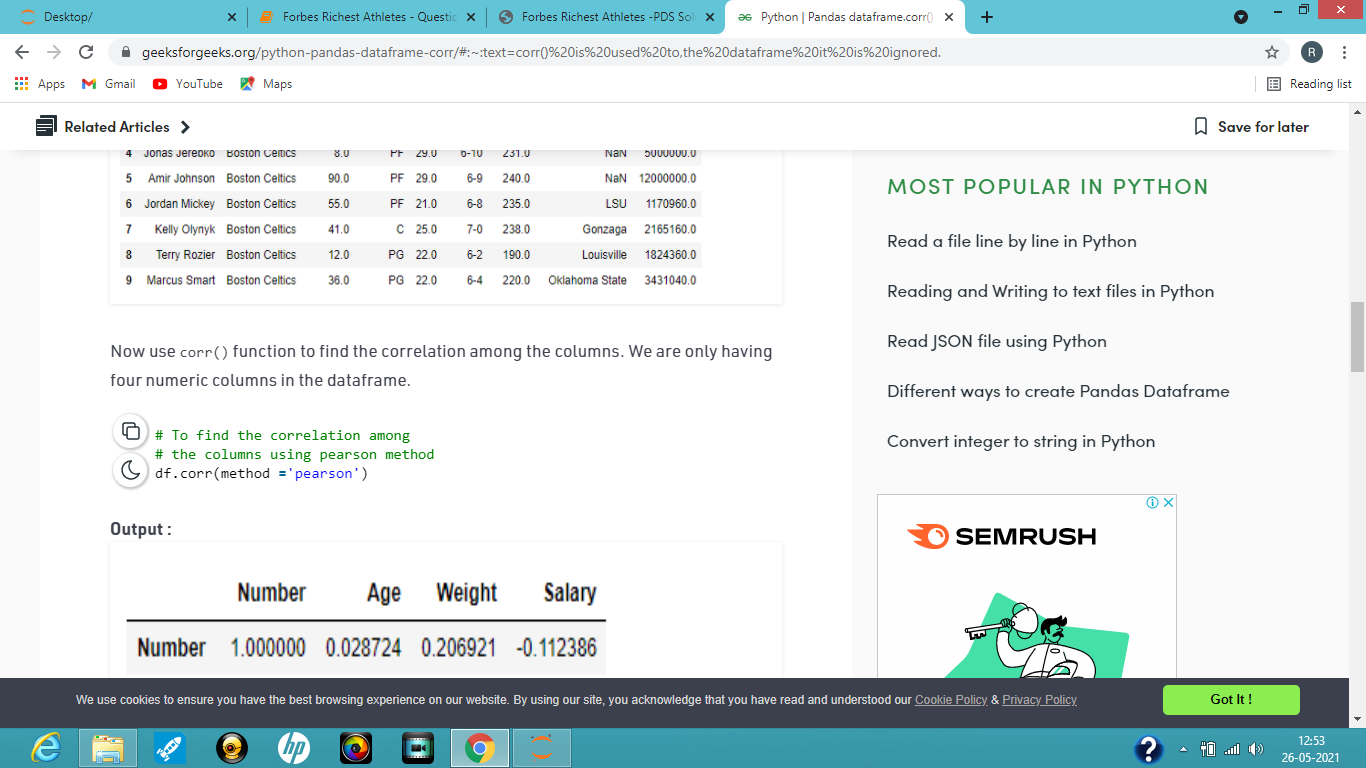 Desktop/
Forbes Richest Athletes - Questic
Forbes Richest Athletes -PDS Sol
Python | Pandas dataframe.corr()
geeksforgeeks.org/python-pandas-dataframe-corr/#:~:text=corr()%20is%20used%20to,the%20dataframe%20it%20is%20ignored.
R
Apps
Gmail
YouTube
Maps
Reading list
Related Articles
Save for later
4 Jonas Jerebko Boston Celtics 8.0 PF 29.0 6-10 231.0 NaN 5000000.0
5 Amir Johnson Boston Celtics 90.0 PF 29.0 6-9 240.0 NaN 12000000.0
6 Jordan Mickey Boston Celtics 55.0 PF 21.0 6-8 235.0 LSU 1170960.0
7 Kelly Olynyk Boston Celtics 41.0 C 25.0 7-0 238.0 Gonzaga 2165160.0
8 Terry Rozier Boston Celtics 12.0 PG 22.0 6-2 190.0 Louisville 1824360.0
9 Marcus Smart Boston Celtics 36.0 PG 22.0 6-4 220.0 Oklahoma State 3431040.0
Now use corr() function to find the correlation among the columns. We are only having
four numeric columns in the dataframe.
# To find the correlation among
# the columns using pearson method
df.corr(method ='pearson')
Output :
Number Age Weight Salary
Number 1.000000 0.028724 0.206921 -0.112386
MOST POPULAR IN PYTHON
Read a file line by line in Python
Reading and Writing to text files in Python
Read JSON file using Python
Different ways to create Pandas Dataframe
Convert integer to string in Python
SEMRUSH
We use cookies to ensure you have the best browsing experience on our website. By using our site, you acknowledge that you have read and understood our Cookie Policy & Privacy Policy
Got It !
hp
12:53
26-05-2021